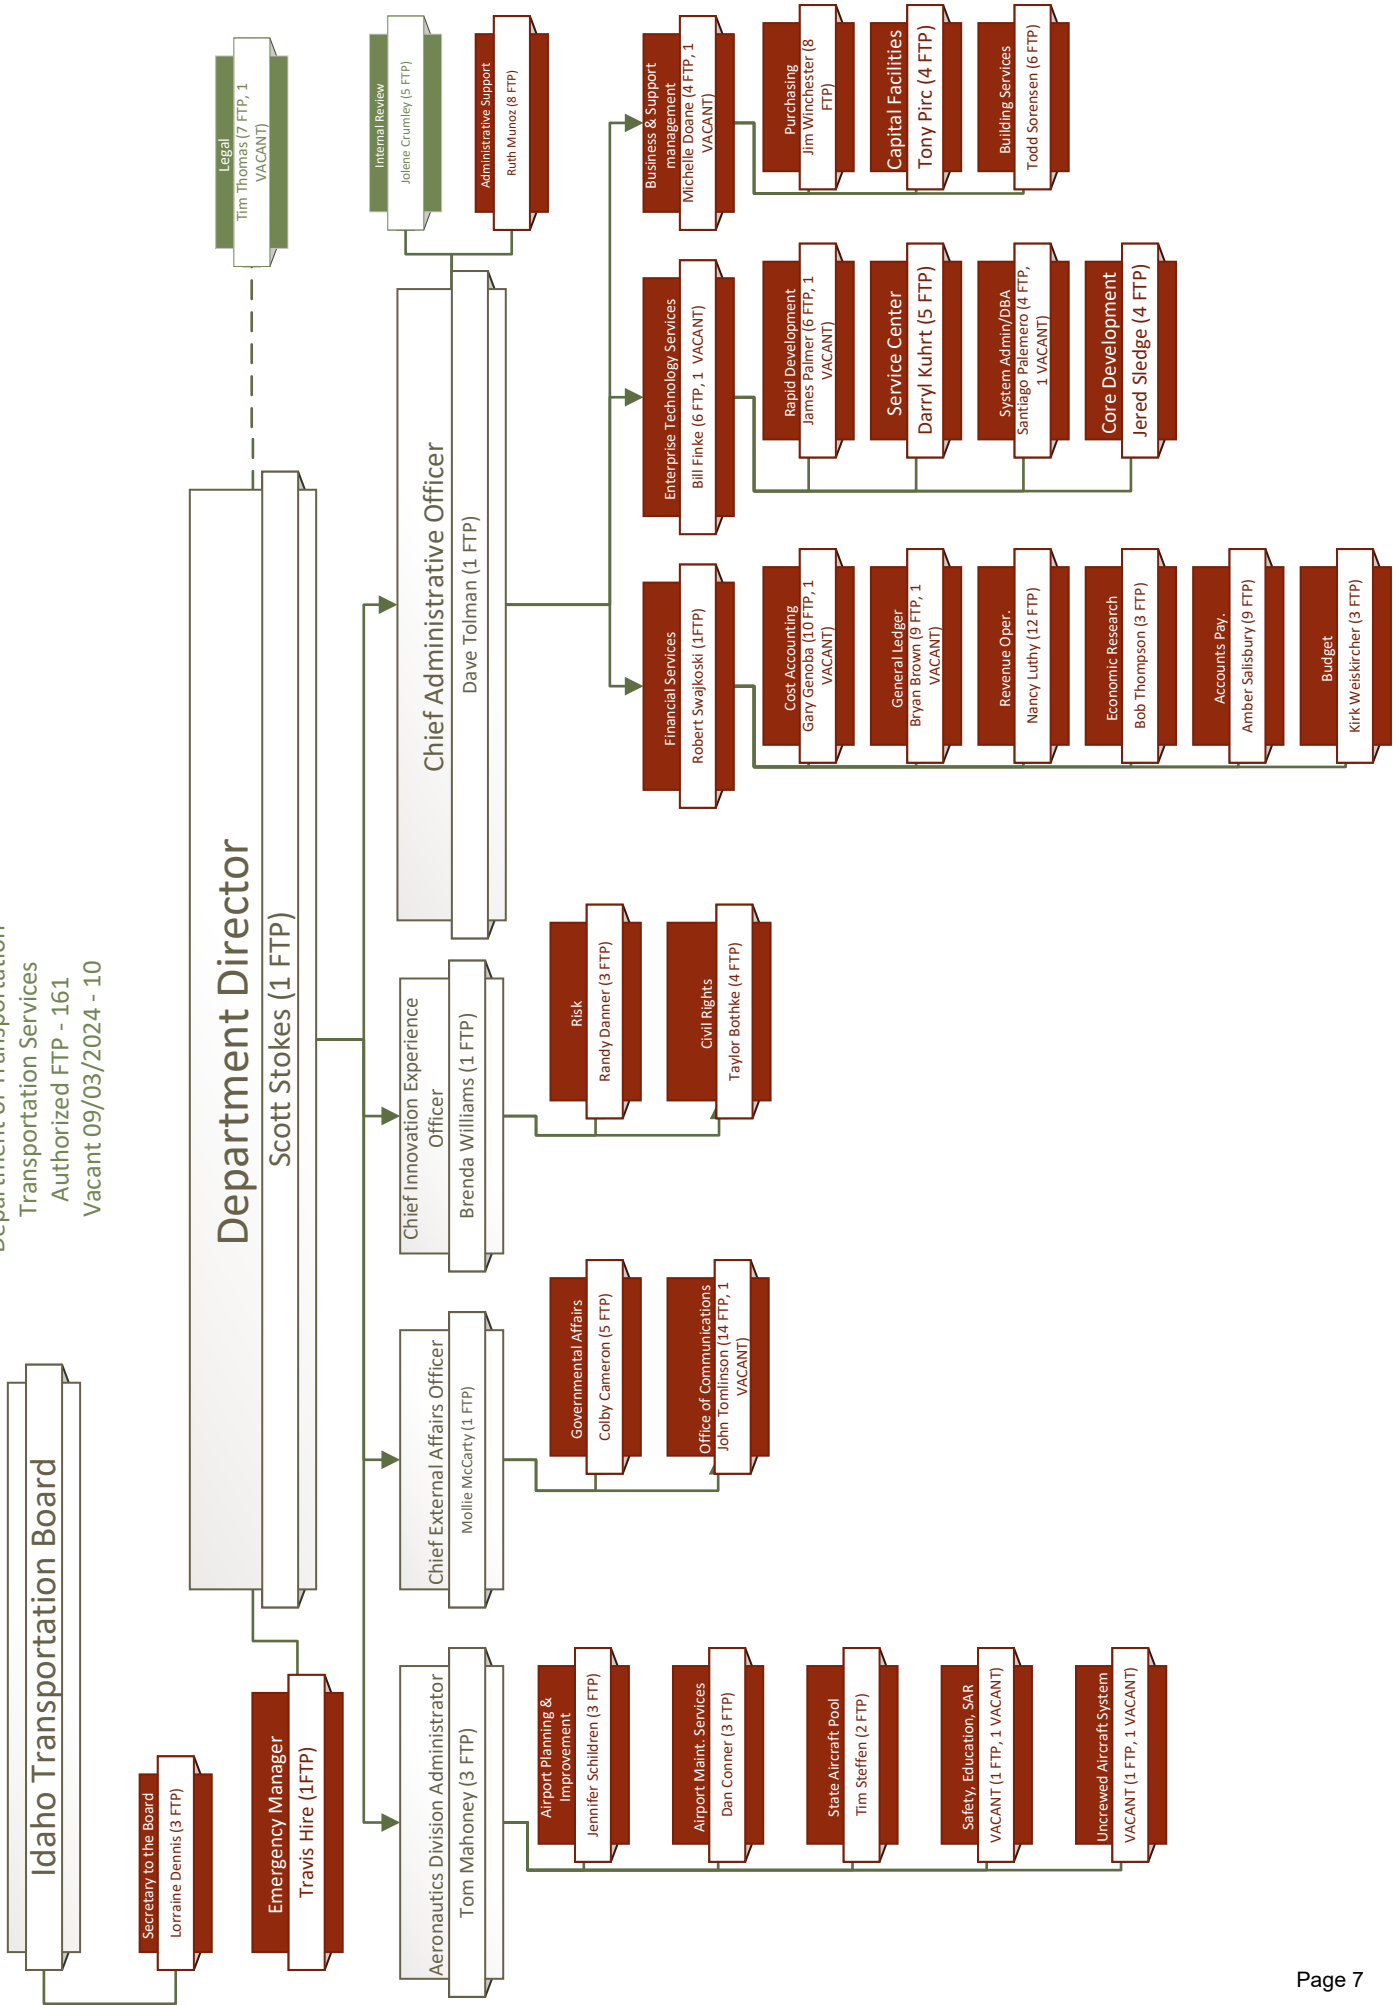 Department of Transportation
Transportation Services
Authorized FTP - 161
Vacant 09/03/2024 - 10
Idaho Transportation Board
Secretary to the Board
Lorraine Dennis (3 FTP)
Emergency Manager
Travis Hire (1FTP)
Department Director
Scott Stokes (1 FTP)
Legal
Tim Thomas (7 FTP, 1
VACANT)
Aeronautics Division Administrator
Tom Mahoney (3 FTP)
Airport Planning &
Improvement
Jennifer Schildren (3 FTP)
Airport Maint. Services
Dan Conner (3 FTP)
State Aircraft Pool
Tim Steffen (2 FTP)
Safety, Education, SAR
VACANT (1 FTP, 1 VACANT)
Uncrewed Aircraft System
VACANT (1 FTP, 1 VACANT)
Chief External Affairs Officer
Mollie McCarty (1 FTP)
Governmental Affairs
Colby Cameron (5 FTP)
Office of Communications
John Tomlinson (14 FTP, 1
VACANT)
Chief Innovation Experience
Officer
Brenda Williams (1 FTP)
Risk
Randy Danner (3 FTP)
Civil Rights
Taylor Bothke (4 FTP)
Chief Administrative Officer
Dave Tolman (1 FTP)
Internal Review
Jolene Crumley (5 FTP)
Administrative Support
Ruth Munoz (8 FTP)
Financial Services
Robert Swajkoski (1FTP)
Cost Accounting
Gary Genoba (10 FTP, 1
VACANT)
General Ledger
Bryan Brown (9 FTP, 1
VACANT)
Revenue Oper.
Nancy Luthy (12 FTP)
Economic Research
Bob Thompson (3 FTP)
Accounts Pay.
Amber Salisbury (9 FTP)
Budget
Kirk Weiskircher (3 FTP)
Enterprise Technology Services
Bill Finke (6 FTP, 1 VACANT)
Rapid Development
James Palmer (6 FTP, 1
VACANT)
Service Center
Darryl Kuhrt (5 FTP)
System Admin/DBA
Santiago Palemero (4 FTP,
1 VACANT)
Core Development
Jered Sledge (4 FTP)
Business & Support
management
Michelle Doane (4 FTP, 1
VACANT)
Purchasing
Jim Winchester (8
FTP)
Capital Facilities
Tony Pirc (4 FTP)
Building Services
Todd Sorensen (6 FTP)
Page 7